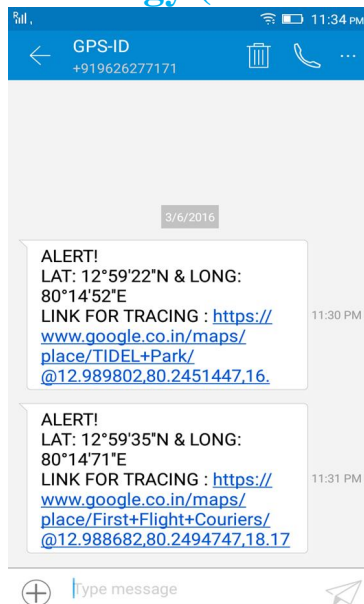 11:34 PM
GPS-ID
+919626277171
3/6/2016
ALERT!
LAT: 12°59'22"N & LONG:
80°14'52"E
LINK FOR TRACING : https://
www.google.co.in/maps/
place/TIDEL+Park/
@12.989802,80.2451447,16.
11:30 PM
ALERT!
LAT: 12°59'35"N & LONG:
80°14'71"E
LINK FOR TRACING : https://
www.google.co.in/maps/
place/First+Flight+Couriers/
@12.988682,80.2494747,18.17
11:31 PM
Type message